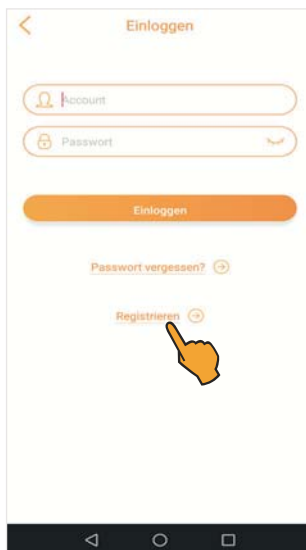 Einloggen
Account
Passwort
Einloggen
Passwort vergessen?
Registrieren